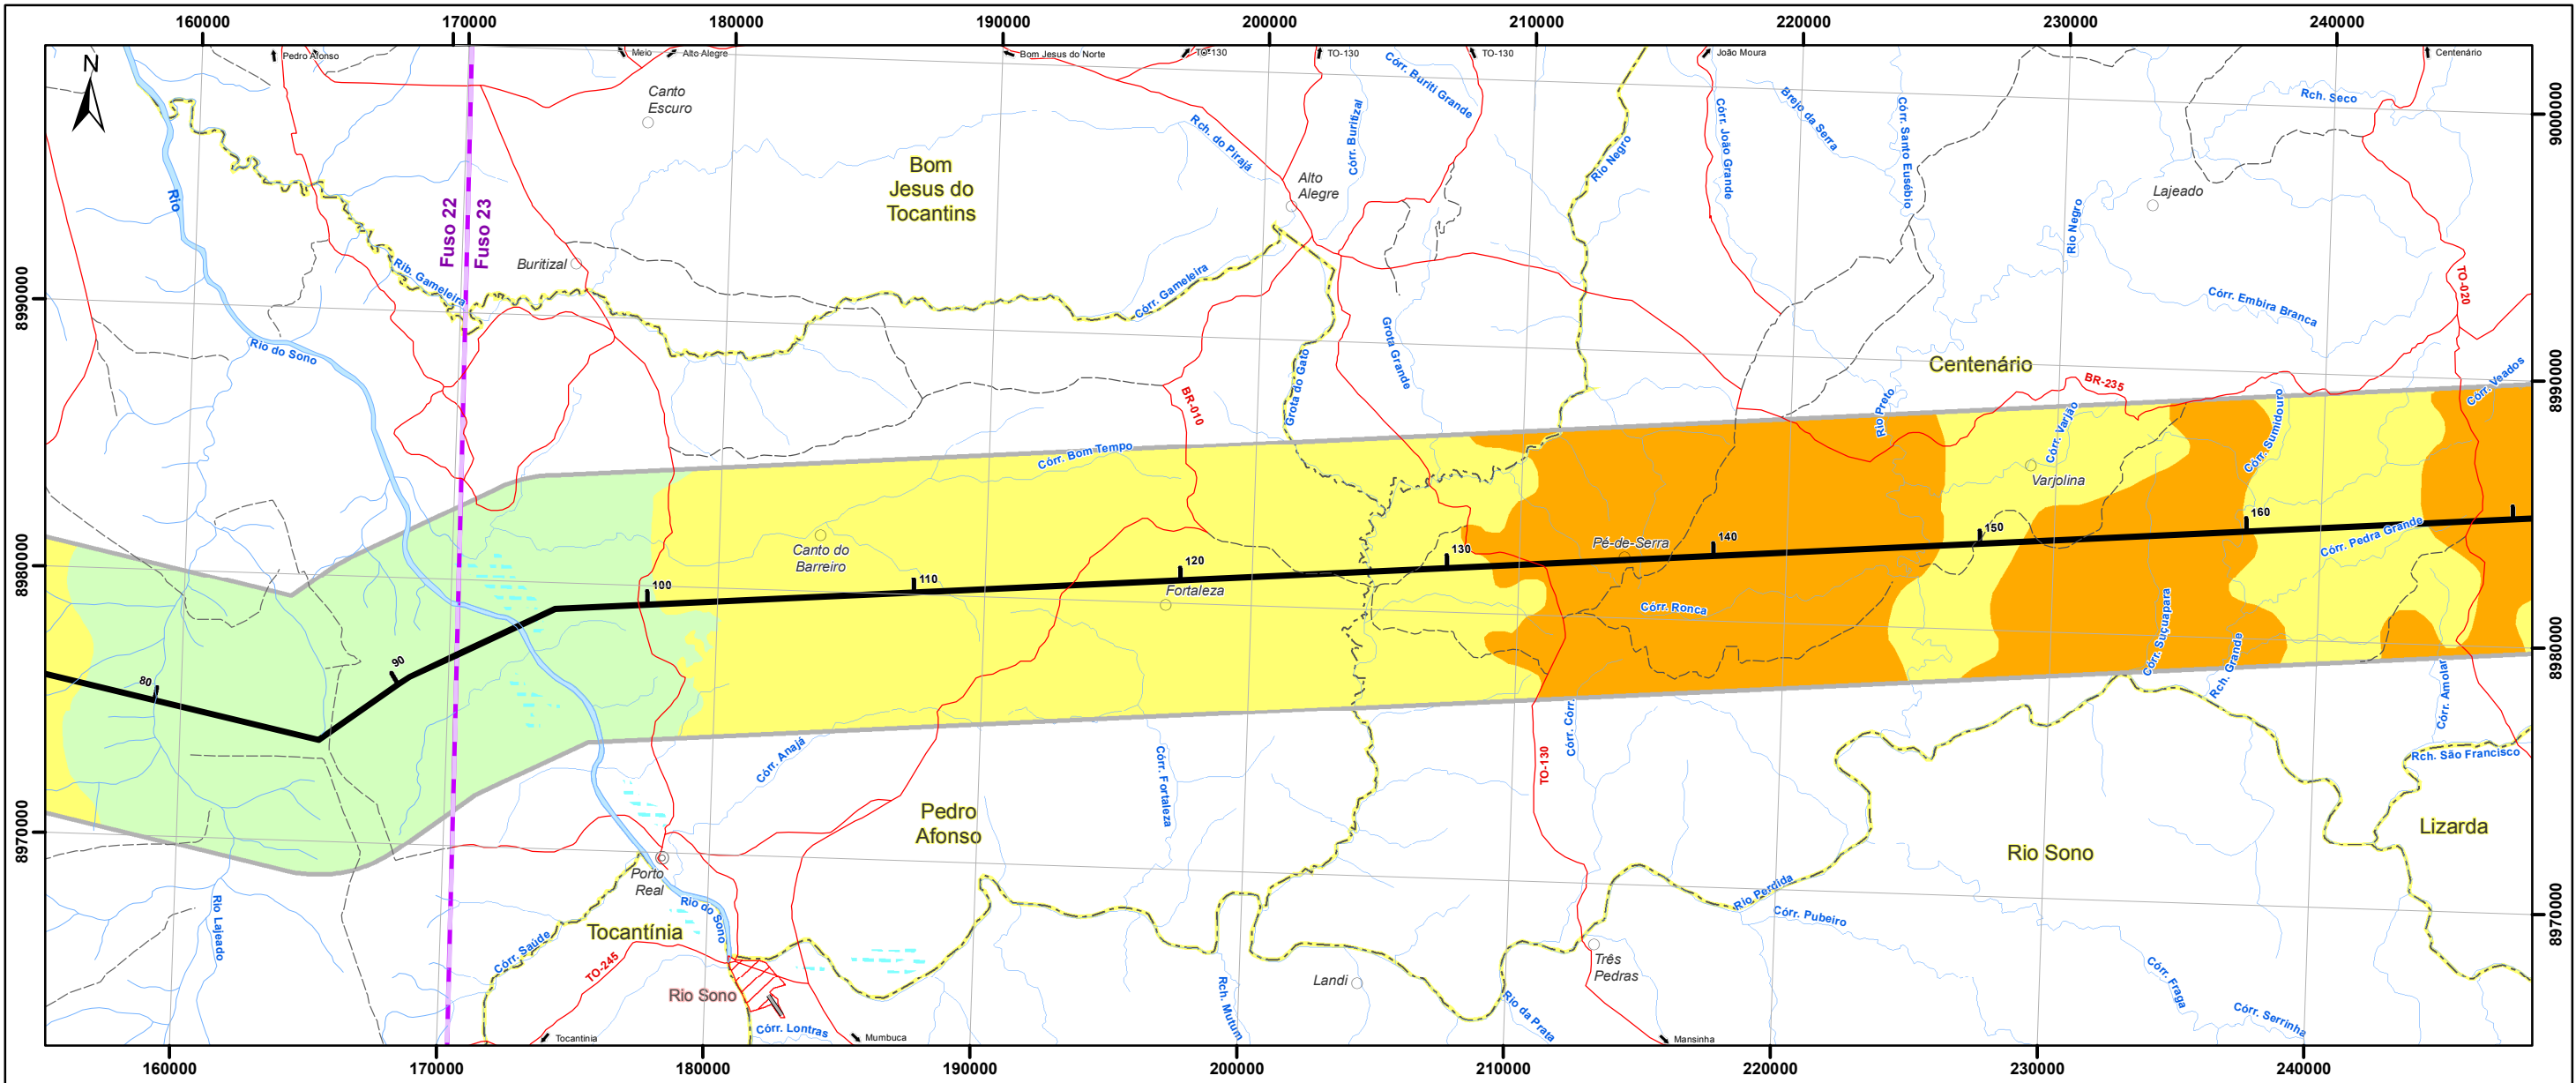 160000
170000
180000
190000
200000
210000
220000
230000
240000
N
Pedro Afonso
Meio
Alto Alegre
Bom Jesus do Norte
TO-130
TO-130
TO-130
João Moura
Centenário
Canto
Escuro
Córr. Buriti Grande
Brejo da Serra
Rch. Seco
9000000
Rch. do Pirajá
Córr. Buritizal
Córr. João Grande
Córr. Santo Eusébio
Bom
Jesus do
Tocantins
Alto
Alegre
Rio Negro
Lajeado
Rio
Fuso 22
Fuso 23
Rio Negro
Buritizal
Rib. Gameleira
Córr. Gameleira
TO-020
8990000
Córr. Embira Branca
Rio do Sono
Grota Grande
Grota do Gato
Centenário
8990000
BR-235
Córr. Veados
BR-010
Rio Preto
Córr. Varjão
Córr. Sumidouro
Córr. Bom Tempo
Varjolina
Canto do
Barreiro
8980000
80
90
100
110
120
130
140
150
160
Pé-de-Serra
Córr. Pedra Grande
Fortaleza
Córr. Ronca
Córr. Suçuapara
Rch. Grande
8980000
Córr. Amolar
Córr. Anajá
Córr. Fortaleza
TO-130
Córr. Córr.
Rch. São Francisco
8970000
Pedro
Afonso
Lizarda
Rio Sono
Porto
Real
Rio Lajeado
Rio do Sono
Rio Perdida
Córr. Pubeiro
8970000
Tocantínia
Córr. Saúde
TO-245
Rio Sono
Landi
Três
Pedras
Rch. Mutum
Rio da Prata
Córr. Fraga
Córr. Serrinha
Córr. Lontras
Tocantinia
Mumbuca
Mansinha
160000
170000
180000
190000
200000
210000
220000
230000
240000